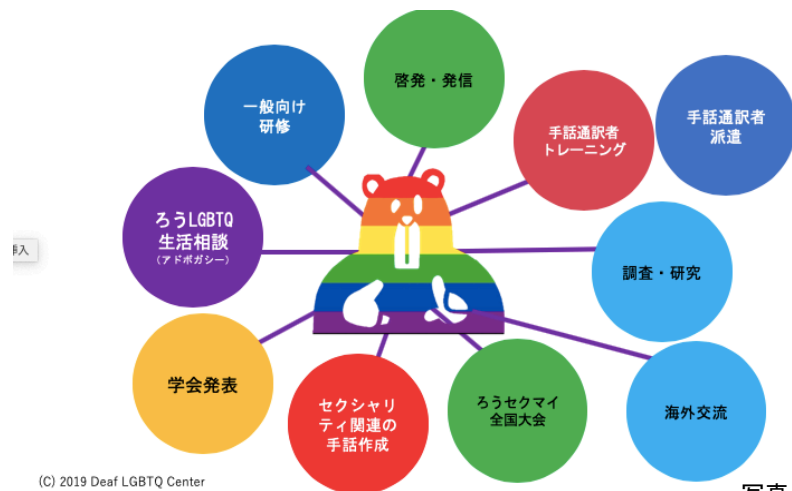 啓発・発信
一般向け
研修
手話通訳者
トレーニング
手話通訳者
派遣
ろうLGBTQ
生活相談
(アドボガシー)
調査・研究
挿入
学会発表
セクシャリ
ティ関連の
手話作成
ろうセクマイ
全国大会
海外交流
(C) 2019 Deaf LGBTQ Center
写真